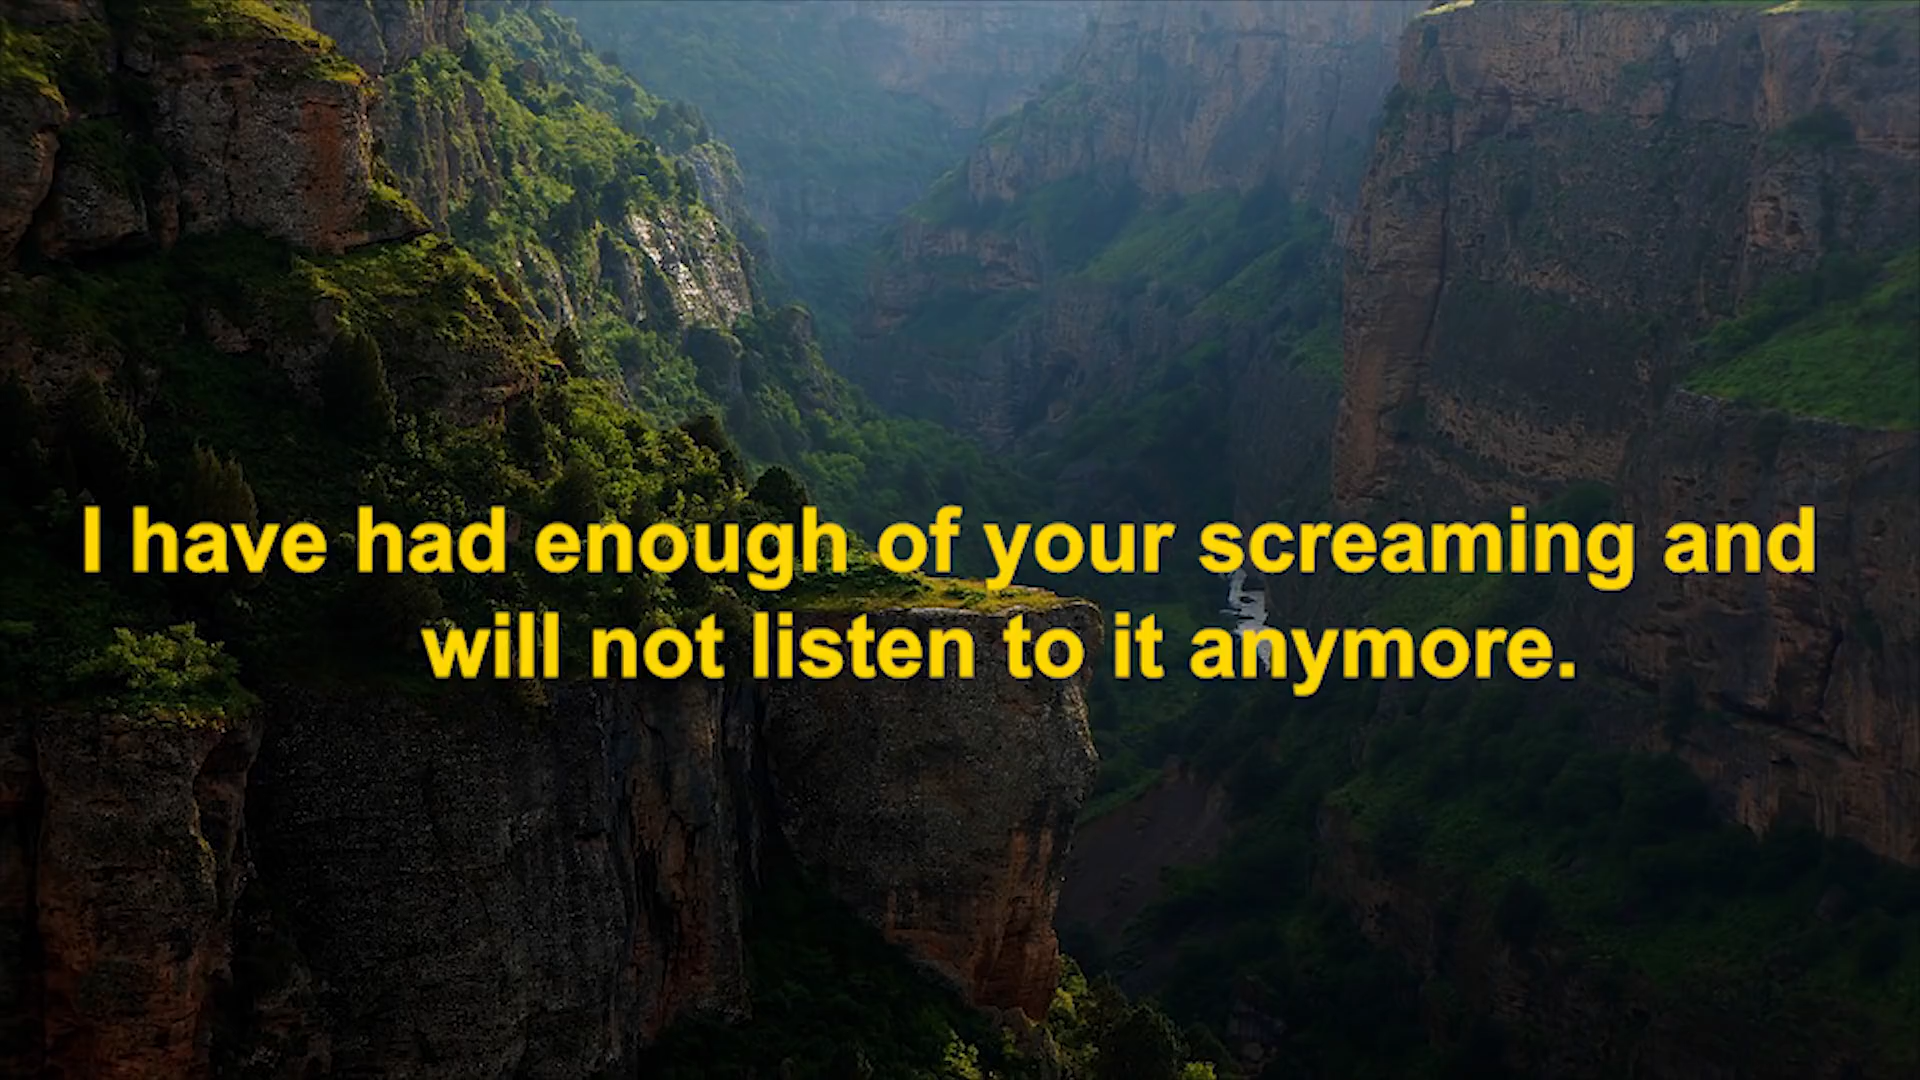 I have had enough of your screaming and
will not listen to it anymore.